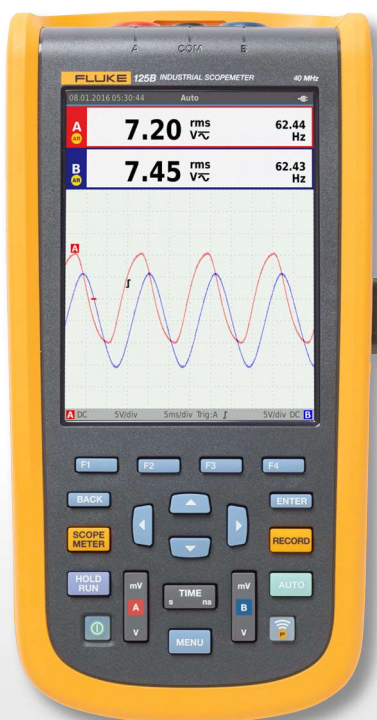 A COM B
FLUKE 125B INDUSTRIAL SCOPEMETER 40 MHz
08.01.2016 05:30:44 Auto
A AR 7.20 rms V 62.44 Hz
B AR 7.45 rms V 62.43 Hz
A
A DC 5V/div 5ms/div Trig:A 5V/div DC B
F1 F2 F3 F4
BACK ENTER
SCOPE
METER
RECORD
HOLD
RUN
mV
A
V
TIME
s ns
mV
B
V
AUTO
MENU